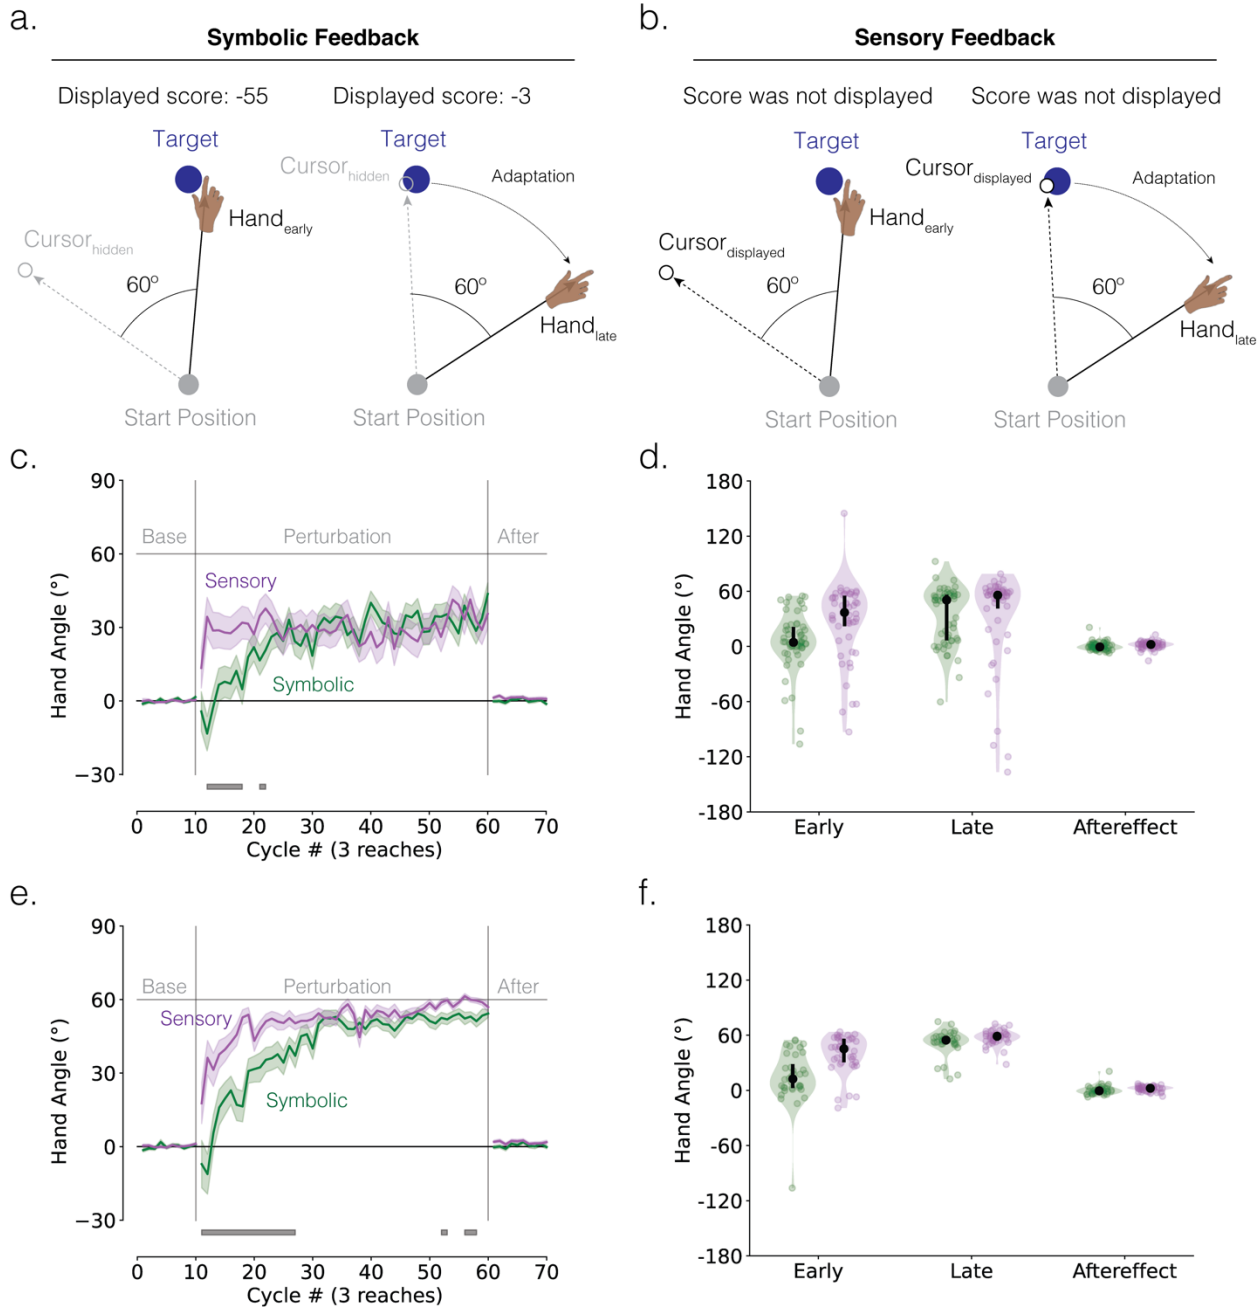 a.
Symbolic Feedback
Displayed score: -55
Displayed score: -3
Target
Target
Cursorhidden
Adaptation
Handearly
Cursorhidden
60°
60°
Handlate
Start Position
Start Position
b.
Sensory Feedback
Score was not displayed
Score was not displayed
Target
Target
Cursordisplayed
Adaptation
Handearly
Cursordisplayed
60°
60°
Handlate
Start Position
Start Position
c.
90
60
30
0
−30
Hand Angle (°)
Base
Perturbation
After
Sensory
Symbolic
0 10 20 30 40 50 60 70
Cycle # (3 reaches)
d.
180
120
60
0
-60
-120
-180
Hand Angle (°)
Early Late Aftereffect
e.
90
60
30
0
−30
Hand Angle (°)
Base
Perturbation
After
Sensory
Symbolic
0 10 20 30 40 50 60 70
Cycle # (3 reaches)
f.
180
120
60
0
-60
-120
-180
Hand Angle (°)
Early Late Aftereffect